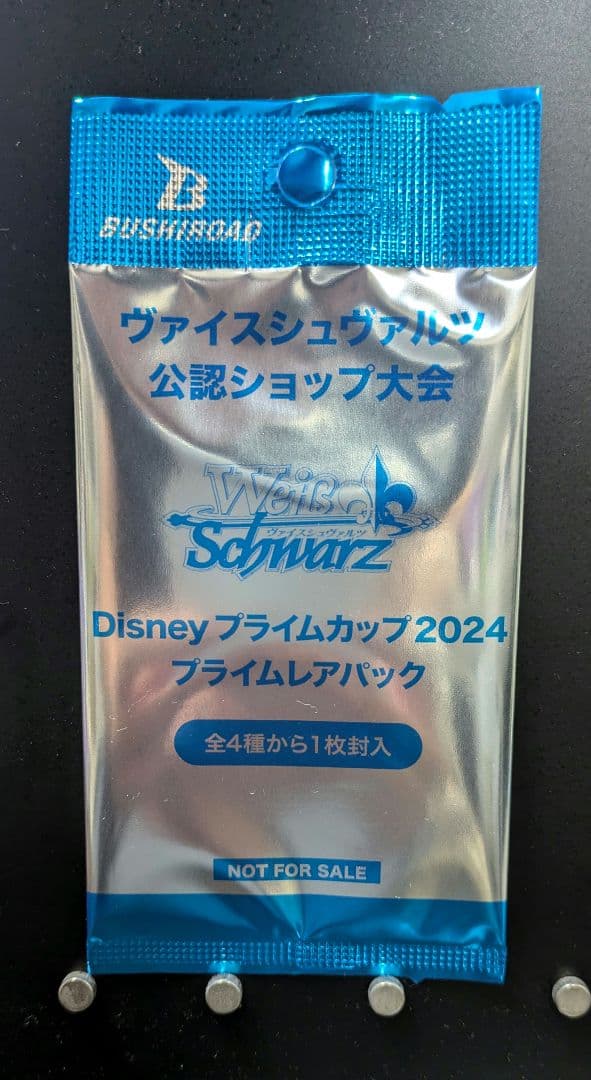 BUSHIROAD
ヴァイスシュヴァルツ
公認ショップ大会
Weiß
ヴァイスシュヴァルツ
Schwarz
Disneyプライムカップ2024
プライムレアパック
全4種から1枚封入
NOT FOR SALE